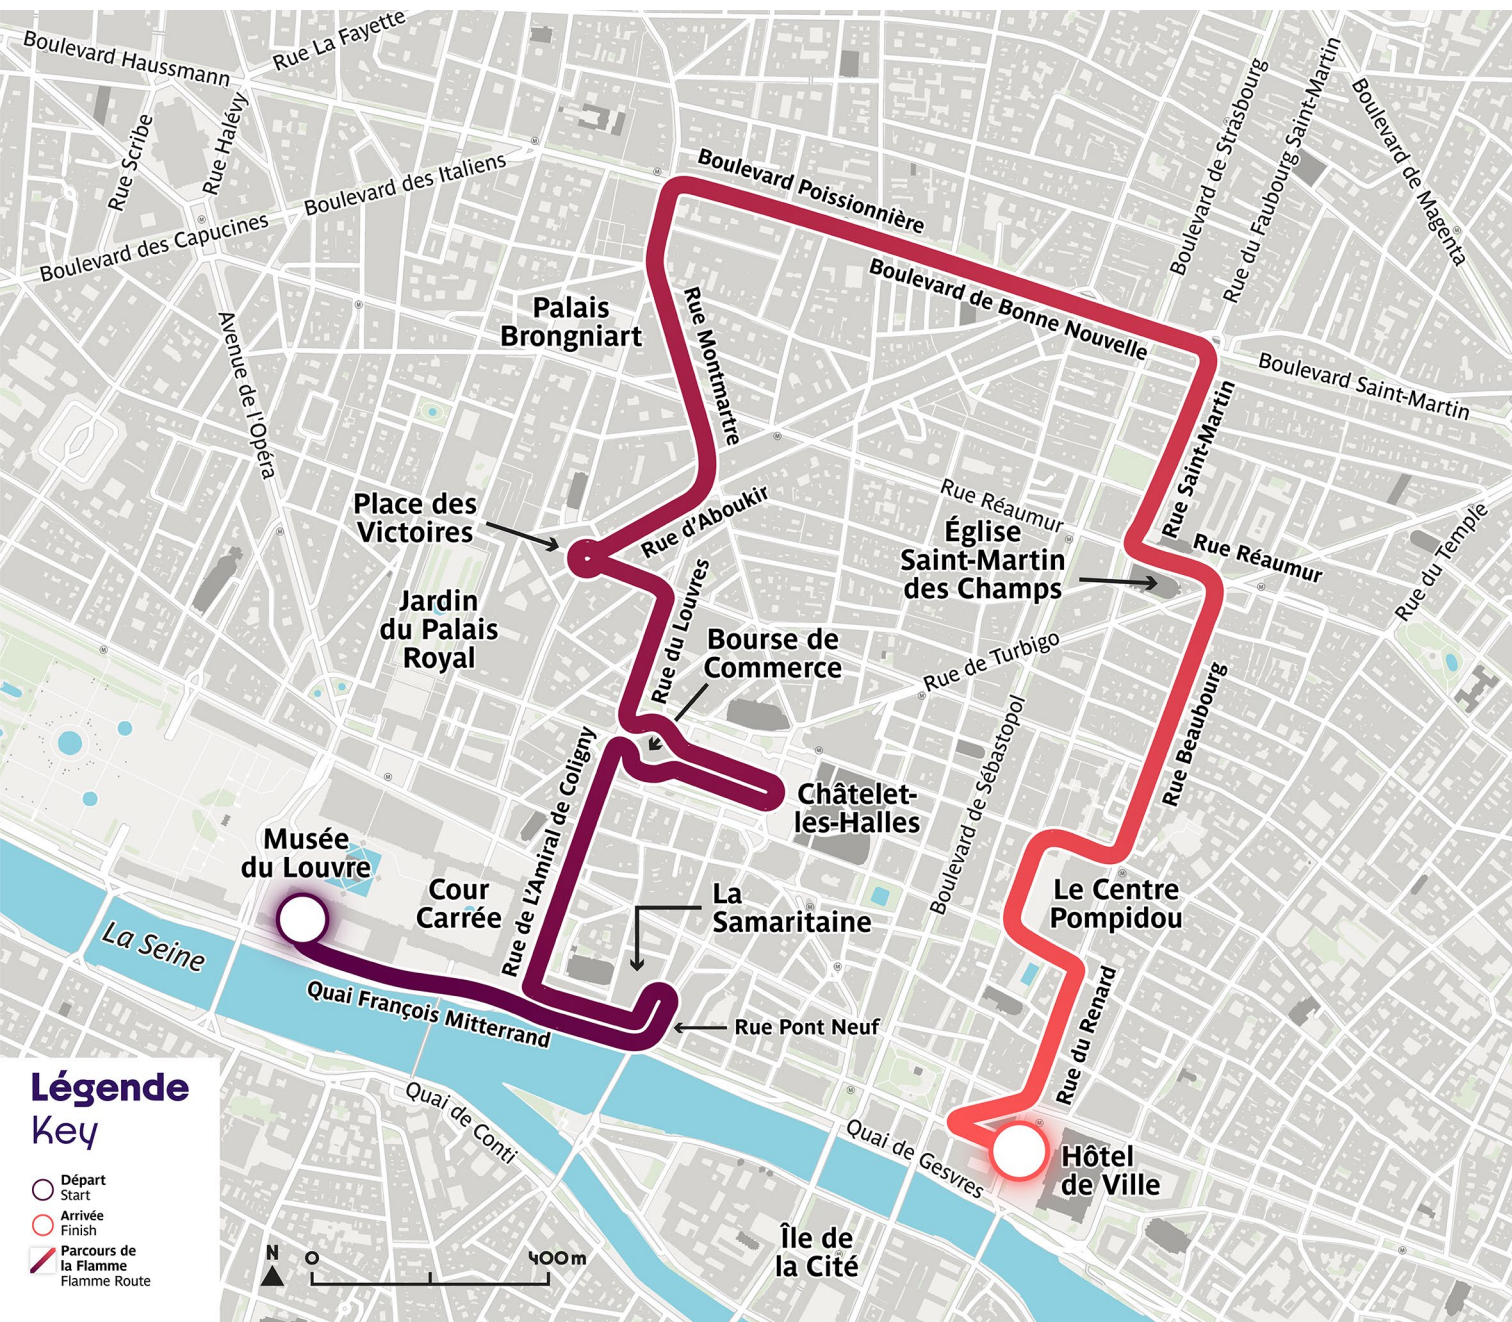 Boulevard Haussmann
Rue La Fayette
Rue Scribe
Rue Halévy
Boulevard des Italiens
Boulevard des Capucines
Avenue de l'Opéra
Boulevard Poissionnière
Boulevard de Bonne Nouvelle
Boulevard de Strasbourg
Rue du Faubourg Saint-Martin
Boulevard de Magenta
Boulevard Saint-Martin
Palais
Brongniart
Rue Montmartre
Rue Saint-Martin
Place des
Victoires
Rue d'Aboukir
Rue Réaumur
Église
Saint-Martin
des Champs
Rue Réaumur
Rue du Temple
Jardin
du Palais
Royal
Rue du Louvres
Bourse de
Commerce
Rue de Turbigo
Rue Beaubourg
Boulevard de Sébastopol
Rue de L'Amiral de Coligny
Châtelet-
les-Halles
Musée
du Louvre
Cour
Carrée
La
Samaritaine
Le Centre
Pompidou
La Seine
Quai François Mitterrand
Rue Pont Neuf
Rue du Renard
Quai de Conti
Quai de Gesvres
Hôtel
de Ville
Île de
la Cité
Légende
Key
Départ
Start
Arrivée
Finish
Parcours de
la Flamme
Flamme Route
N
0
400m